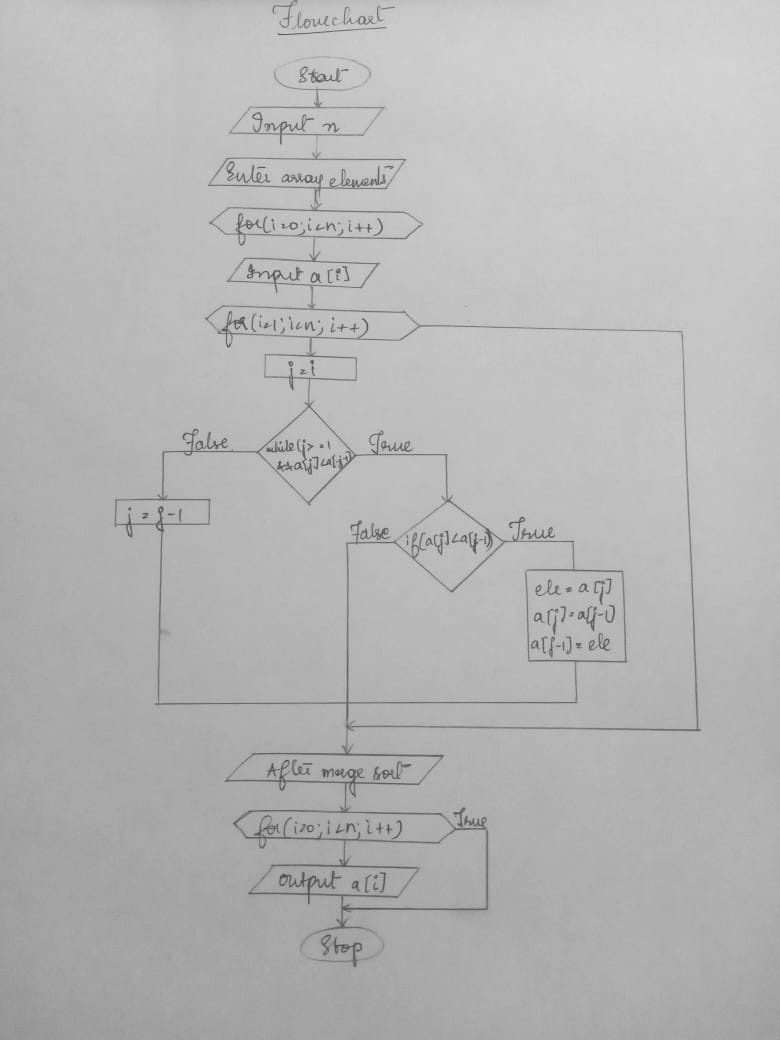 Flowchart
Start
Input n
Enter array elements
for(i=0;i<n;i++)
Input a[i]
for(i=1;i<n;i++)
j=i
False
while(j>=1
&&a[j]<a[j-1]
True
j=j-1
False
if(a[j]<a[j-1])
True
ele=a[j]
a[j]=a[j-1]
a[j-1]=ele
After merge sort
for(i=0;i<n;i++)
True
output a[i]
Stop